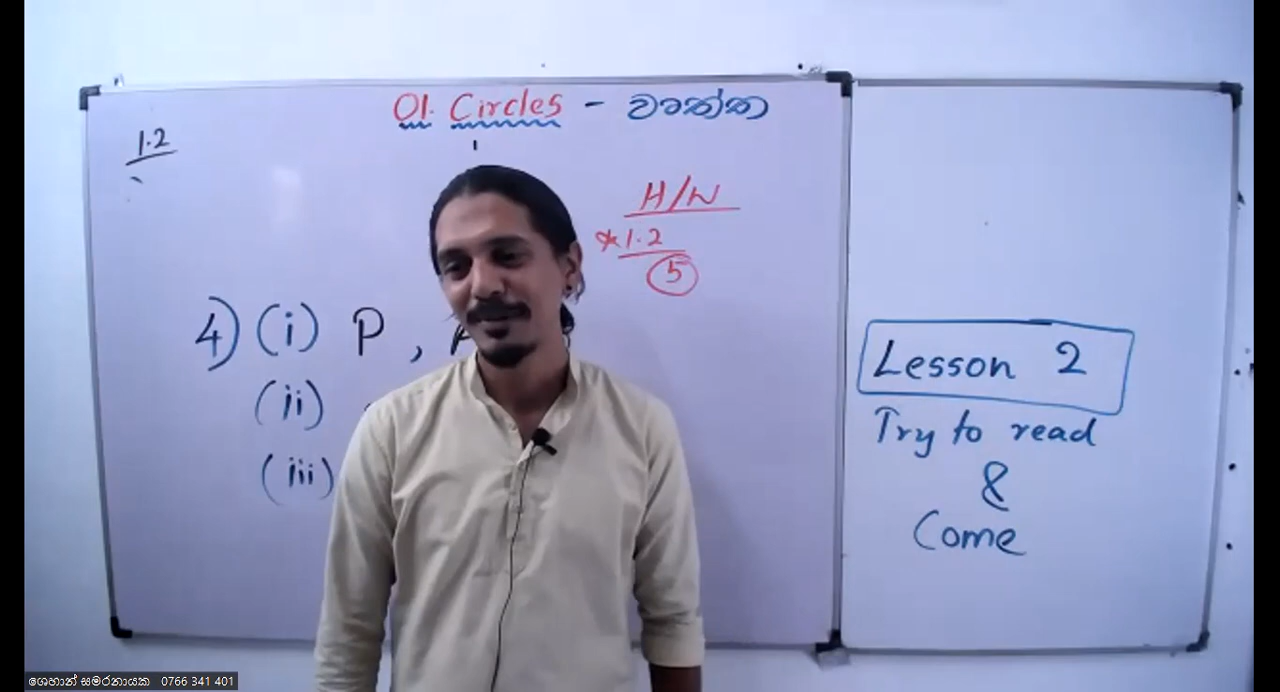 01. Circles - වෘත්ත
1.2
H/W
*1.2
5
4) (i) P ,
(ii)
(iii)
Lesson 2
Try to read
&
Come
ශෙහාන් සමරනායක 0766 341 401